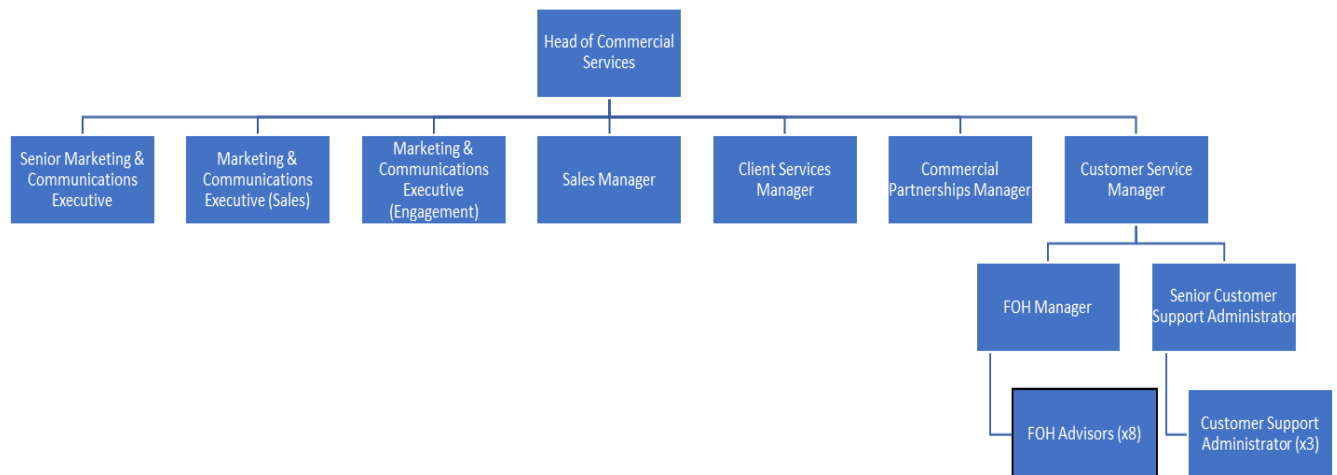 Head of Commercial
Services
Senior Marketing &
Communications
Executive
Marketing &
Communications
Executive (Sales)
Marketing &
Communications
Executive
(Engagement)
Sales Manager
Client Services
Manager
Commercial
Partnerships Manager
Customer Service
Manager
FOH Manager
Senior Customer
Support Administrator
FOH Advisors (x8)
Customer Support
Administrator (x3)